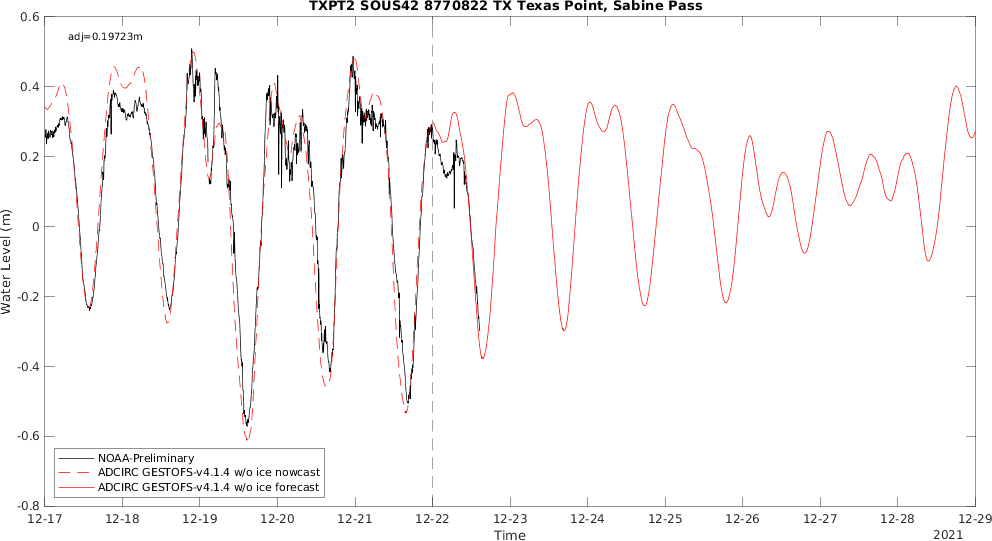 TXPT2 SOUS42 8770822 TX Texas Point, Sabine Pass
0.6
adj=0.19723m
0.4
0.2
0
-0.2
-0.4
-0.6
-0.8
Water Level (m)
NOAA-Preliminary
ADCIRC GESTOFS-v4.1.4 w/o ice nowcast
ADCIRC GESTOFS-v4.1.4 w/o ice forecast
12-17 12-18 12-19 12-20 12-21 12-22 12-23 12-24 12-25 12-26 12-27 12-28 12-29
Time
2021